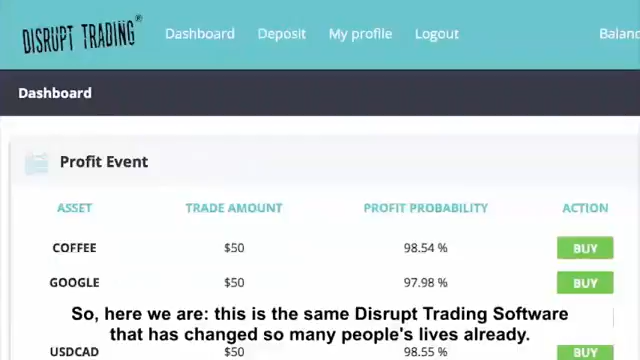 DISRUPT TRADING®
Dashboard Deposit My profile Logout Balanc
Dashboard
Profit Event
ASSET TRADE AMOUNT PROFIT PROBABILITY ACTION
COFFEE $50 98.54 % BUY
GOOGLE $50 97.98 % BUY
So, here we are: this is the same Disrupt Trading Software
that has changed so many people's lives already.
USDCAD $50 98.55 % BUY